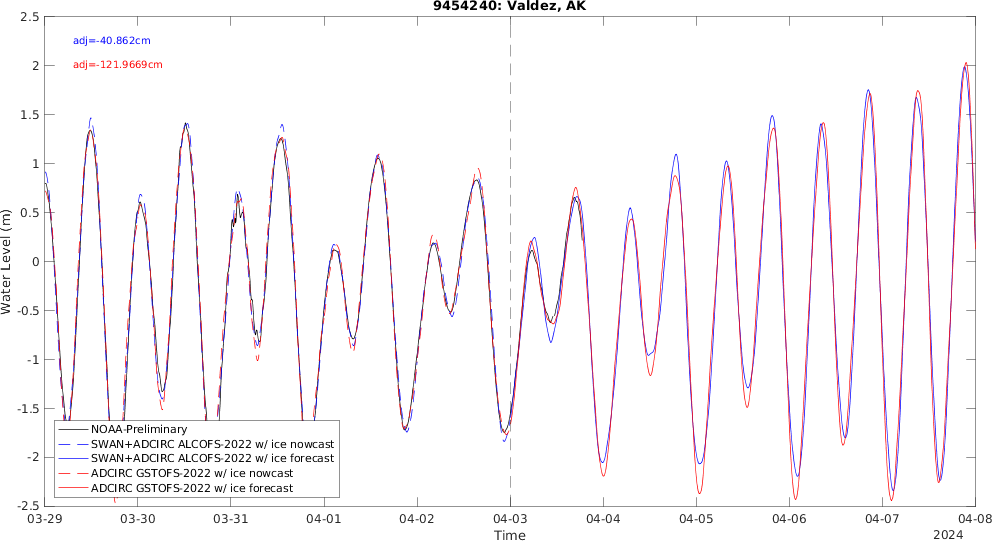 9454240: Valdez, AK
adj=-40.862cm
adj=-121.9669cm
Water Level (m)
2.5
2
1.5
1
0.5
0
-0.5
-1
-1.5
-2
-2.5
NOAA-Preliminary
SWAN+ADCIRC ALCOFS-2022 w/ ice nowcast
SWAN+ADCIRC ALCOFS-2022 w/ ice forecast
ADCIRC GSTOFS-2022 w/ ice nowcast
ADCIRC GSTOFS-2022 w/ ice forecast
03-29 03-30 03-31 04-01 04-02 04-03 04-04 04-05 04-06 04-07 04-08
Time
2024